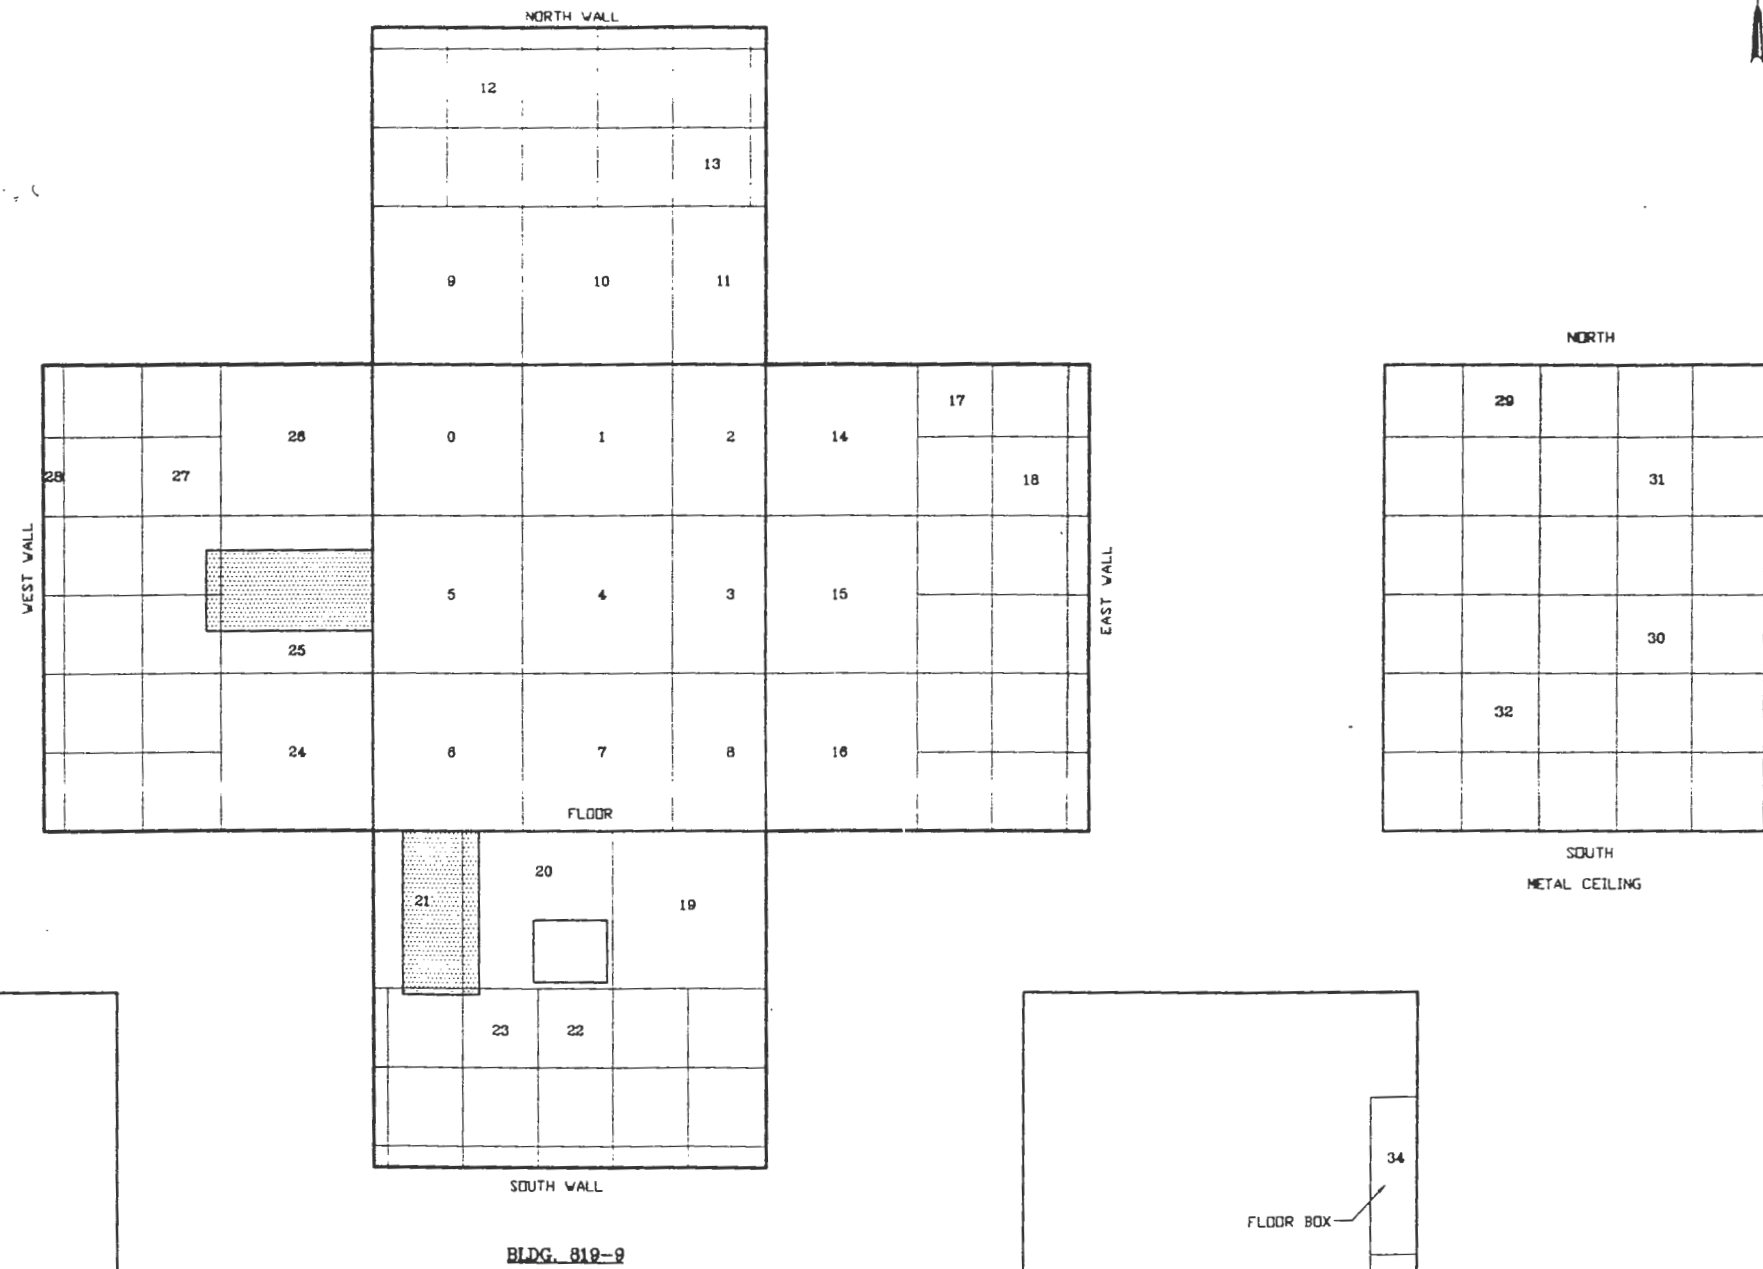 NORTH WALL
12
13
9 10 11
NORTH
26 0 1 2 14 17
29
28 27 18
31
WEST WALL
5 4 3 15
EAST WALL
30
25
24 6 7 8 16
32
FLOOR
SOUTH
METAL CEILING
20
21 19
23 22
34
SOUTH WALL
FLOOR BOX
BLDG. 819-9